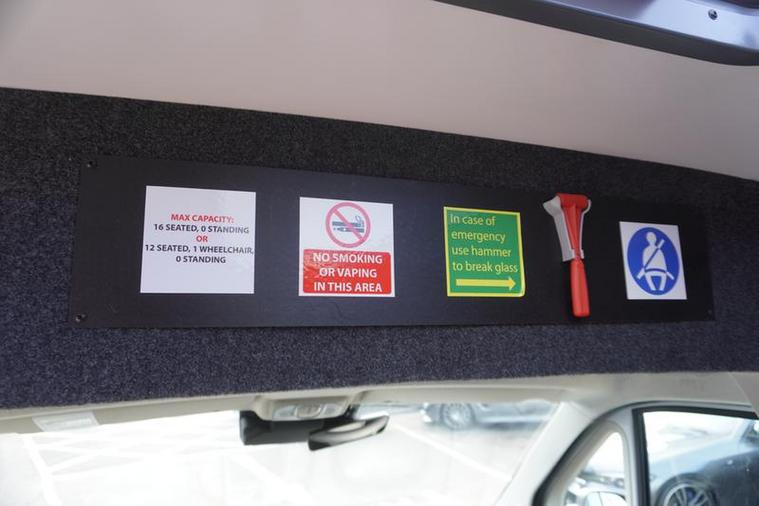 MAX CAPACITY:
16 SEATED, 0 STANDING
OR
12 SEATED, 1 WHEELCHAIR,
0 STANDING
NO SMOKING
OR VAPING
IN THIS AREA
In case of
emergency
use hammer
to break glass